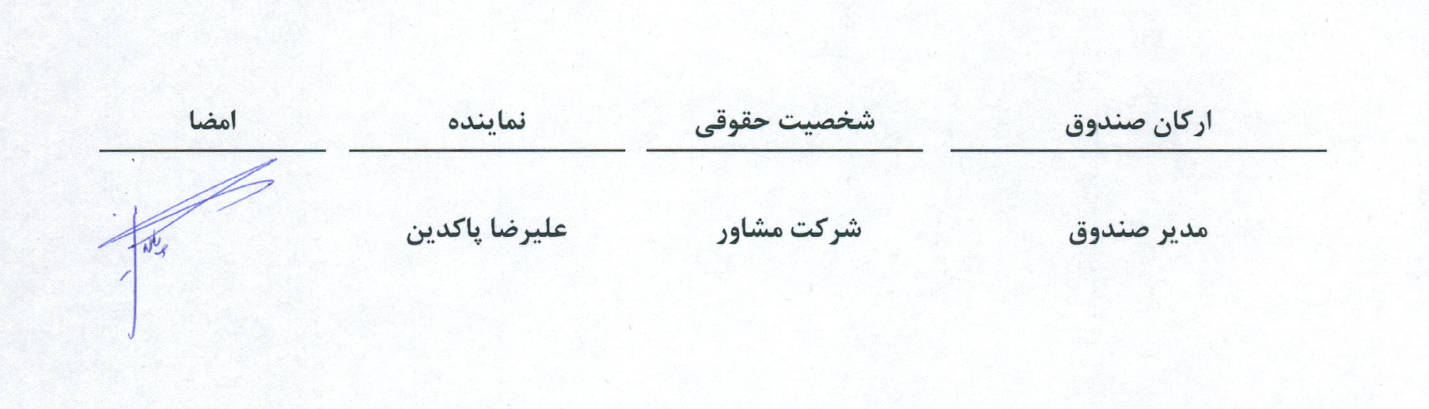 ارکان صندوق شخصیت حقوقی نماینده امضا
مدیر صندوق شرکت مشاور علیرضا پاکدین